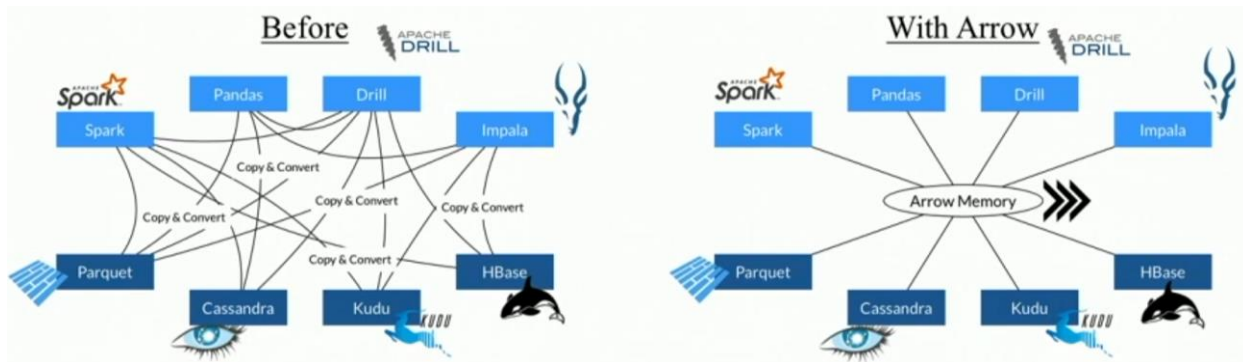 Before
APACHE
DRILL
APACHE
Spark
Pandas
Drill
Spark
Impala
Copy & Convert
Copy & Convert
Copy & Convert
Copy & Convert
Copy & Convert
Parquet
HBase
Cassandra
Kudu
KUDU
With Arrow
APACHE
DRILL
APACHE
Spark
Pandas
Drill
Spark
Impala
Arrow Memory
Parquet
HBase
Cassandra
Kudu
KUDU